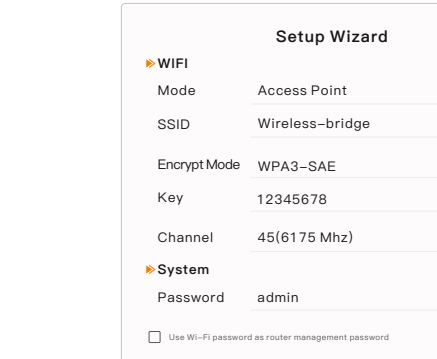 Setup Wizard
WIFI
Mode Access Point
SSID Wireless-bridge
Encrypt Mode WPA3-SAE
Key 12345678
Channel 45(6175 Mhz)
System
Password admin
Use Wi-Fi password as router management password